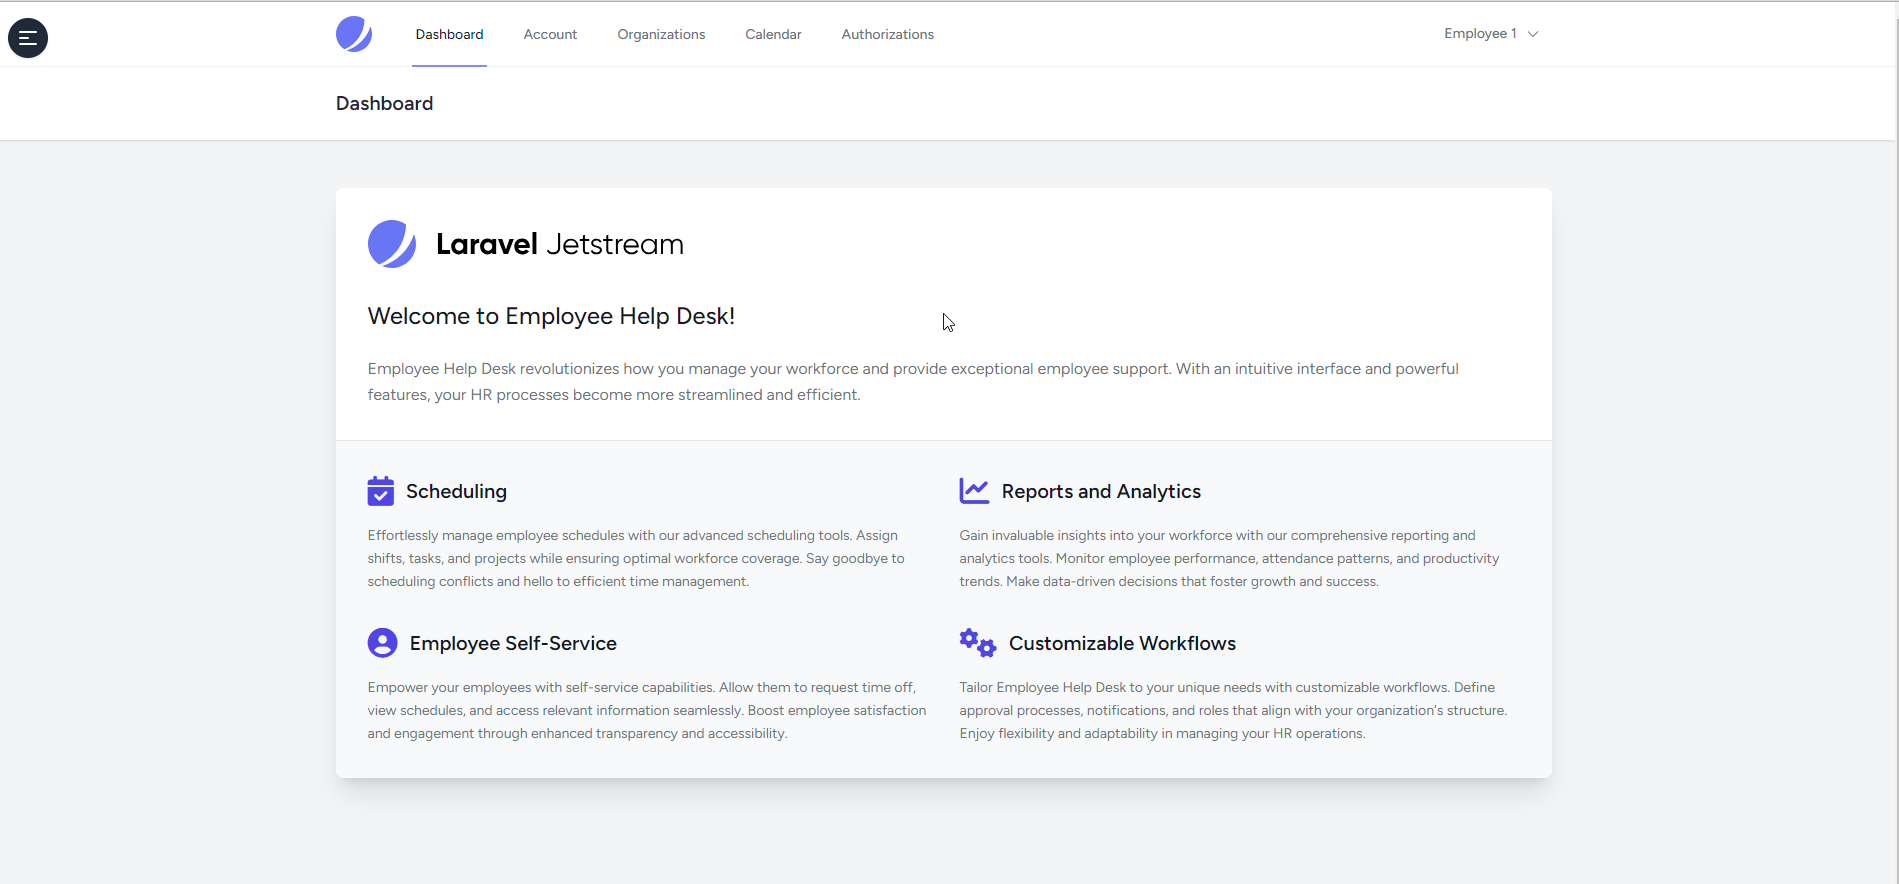 Dashboard Account Organizations Calendar Authorizations Employee 1
Dashboard
Laravel Jetstream
Welcome to Employee Help Desk!
Employee Help Desk revolutionizes how you manage your workforce and provide exceptional employee support. With an intuitive interface and powerful
features, your HR processes become more streamlined and efficient.
Scheduling
Effortlessly manage employee schedules with our advanced scheduling tools. Assign
shifts, tasks, and projects while ensuring optimal workforce coverage. Say goodbye to
scheduling conflicts and hello to efficient time management.
Reports and Analytics
Gain invaluable insights into your workforce with our comprehensive reporting and
analytics tools. Monitor employee performance, attendance patterns, and productivity
trends. Make data-driven decisions that foster growth and success.
Employee Self-Service
Empower your employees with self-service capabilities. Allow them to request time off,
view schedules, and access relevant information seamlessly. Boost employee satisfaction
and engagement through enhanced transparency and accessibility.
Customizable Workflows
Tailor Employee Help Desk to your unique needs with customizable workflows. Define
approval processes, notifications, and roles that align with your organization's structure.
Enjoy flexibility and adaptability in managing your HR operations.